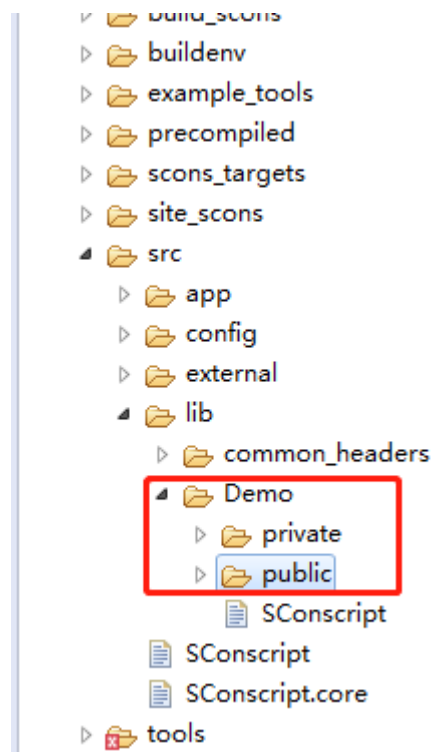 build_scons
buildenv
example_tools
precompiled
scons_targets
site_scons
src
app
config
external
lib
common_headers
Demo
private
public
SConscript
SConscript
SConscript.core
tools